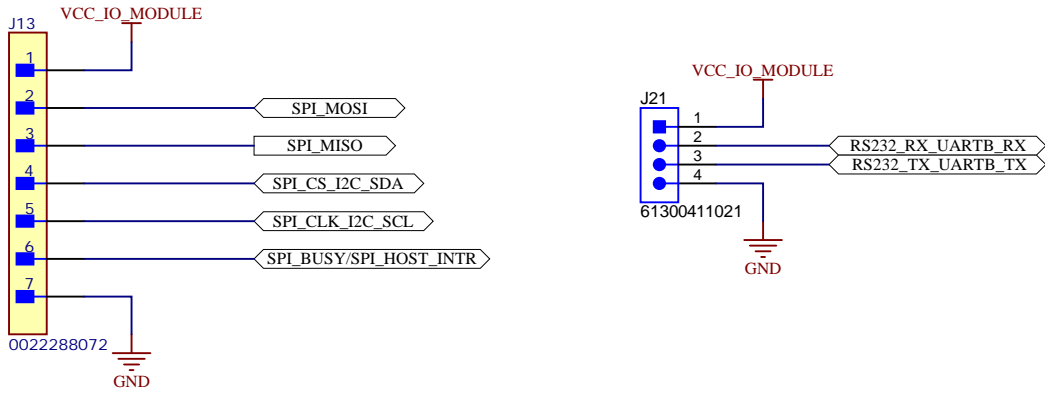 VCC_IO_MODULE
J13
1
2
SPI_MOSI
3
SPI_MISO
4
SPI_CS_I2C_SDA
5
SPI_CLK_I2C_SCL
6
SPI_BUSY/SPI_HOST_INTR
7
0022288072
GND
VCC_IO_MODULE
J21
1
2
RS232_RX_UARTB_RX
3
RS232_TX_UARTB_TX
4
61300411021
GND